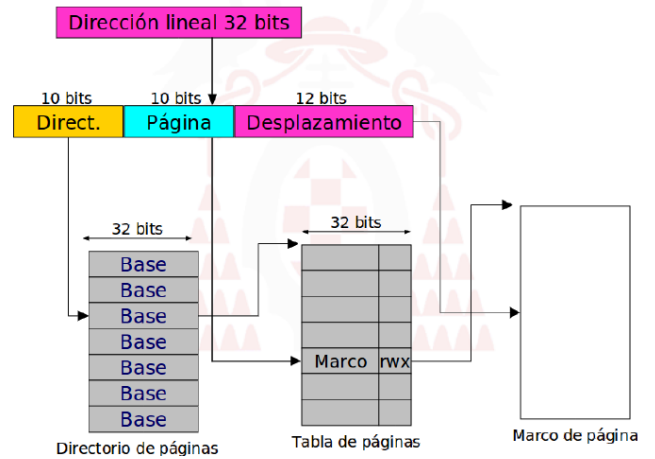 Dirección lineal 32 bits
10 bits 10 bits 12 bits
Direct. Página Desplazamiento
32 bits 32 bits
Base
Base
Base
Base
Base
Base
Base
Marco rwx
Directorio de páginas
Tabla de páginas
Marco de página